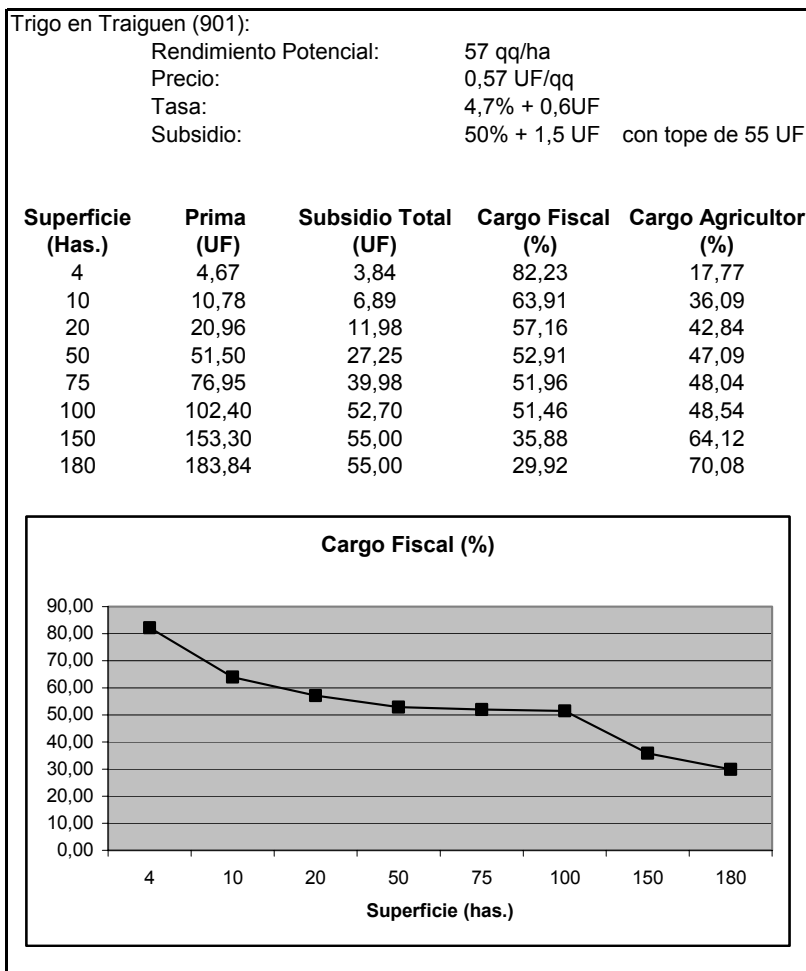 Trigo en Traiguen (901):
Rendimiento Potencial: 57 qq/ha
Precio: 0,57 UF/qq
Tasa: 4,7% + 0,6UF
Subsidio: 50% + 1,5 UF con tope de 55 UF
Superficie Prima Subsidio Total Cargo Fiscal Cargo Agricultor
(Has.) (UF) (UF) (%) (%)
4 4,67 3,84 82,23 17,77
10 10,78 6,89 63,91 36,09
20 20,96 11,98 57,16 42,84
50 51,50 27,25 52,91 47,09
75 76,95 39,98 51,96 48,04
100 102,40 52,70 51,46 48,54
150 153,30 55,00 35,88 64,12
180 183,84 55,00 29,92 70,08
Cargo Fiscal (%)
90,00
80,00
70,00
60,00
50,00
40,00
30,00
20,00
10,00
0,00
4 10 20 50 75 100 150 180
Superficie (has.)